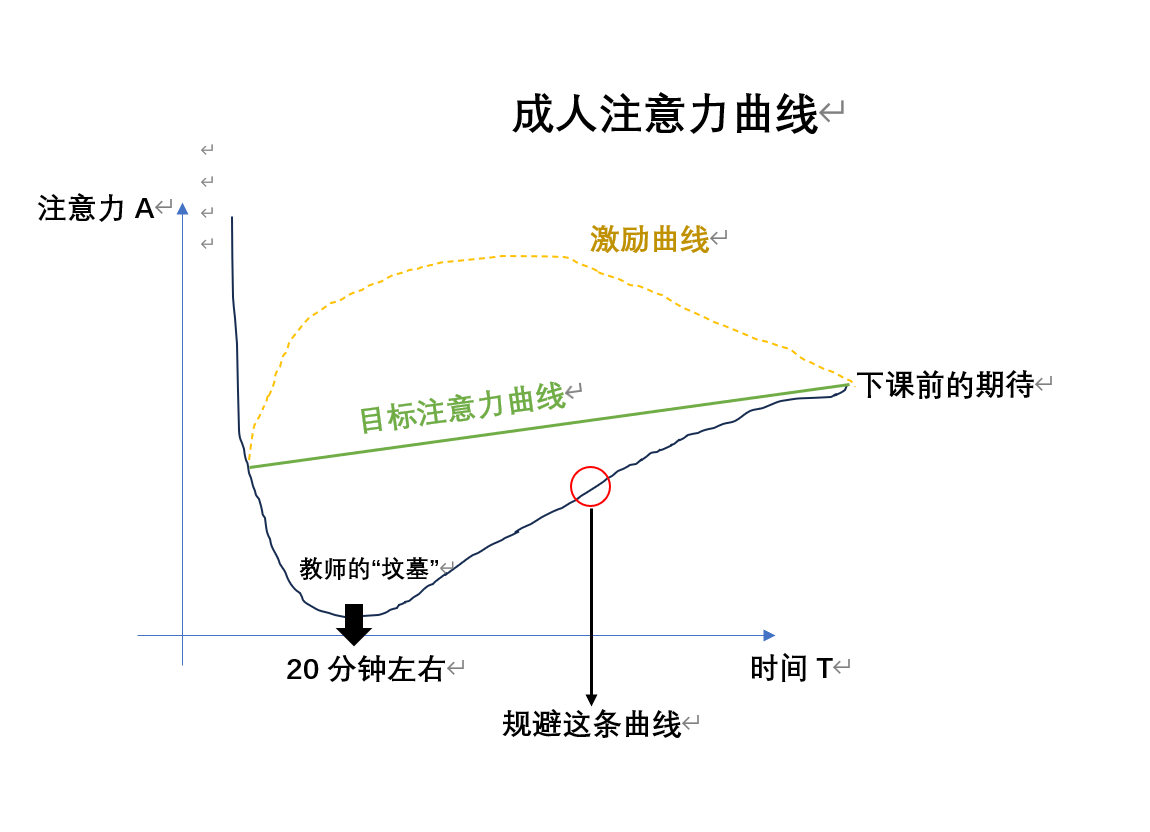 成人注意力曲线
注意力 A
激励曲线
目标注意力曲线
下课前的期待
教师的“坟墓”
20 分钟左右
时间 T
规避这条曲线